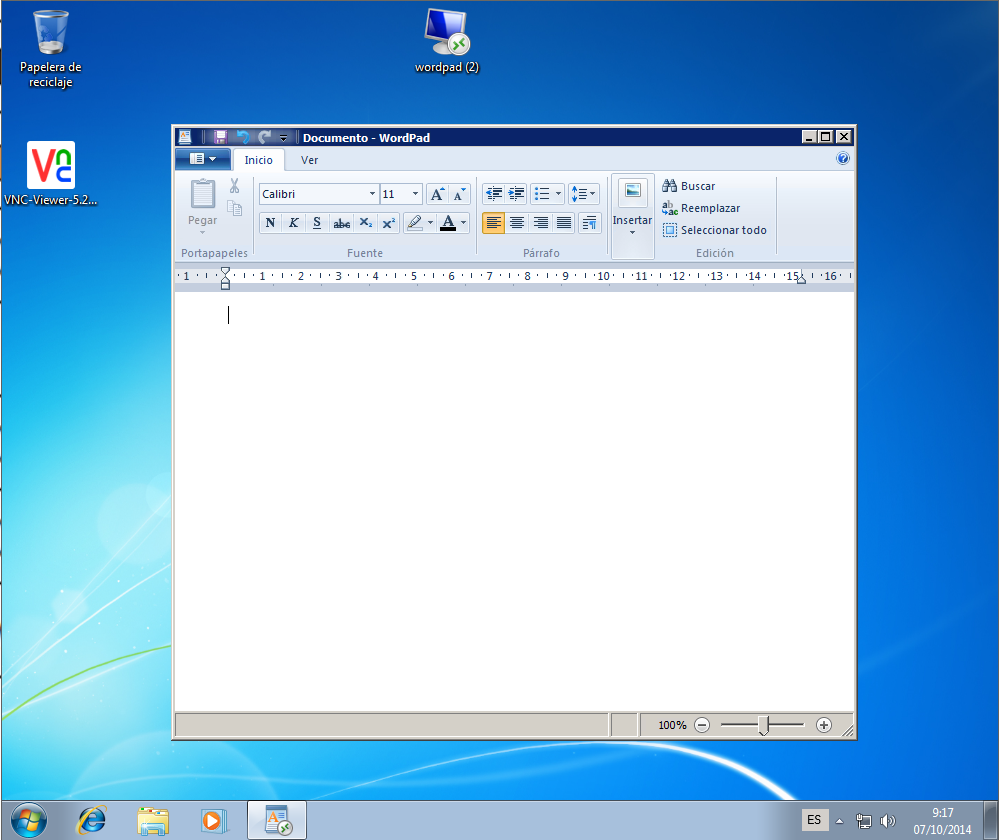 Papelera de
reciclaje
wordpad (2)
VNC-Viewer-5.2...
Documento - WordPad
Inicio
Ver
Pegar
Portapapeles
Calibri
11
N K S abc X₂ X²
A
Fuente
Párrafo
Insertar
Buscar
Reemplazar
Seleccionar todo
Edición
1 1 2 3 4 5 6 7 8 9 10 11 12 13 14 15 16
100%
ES
9:17
07/10/2014